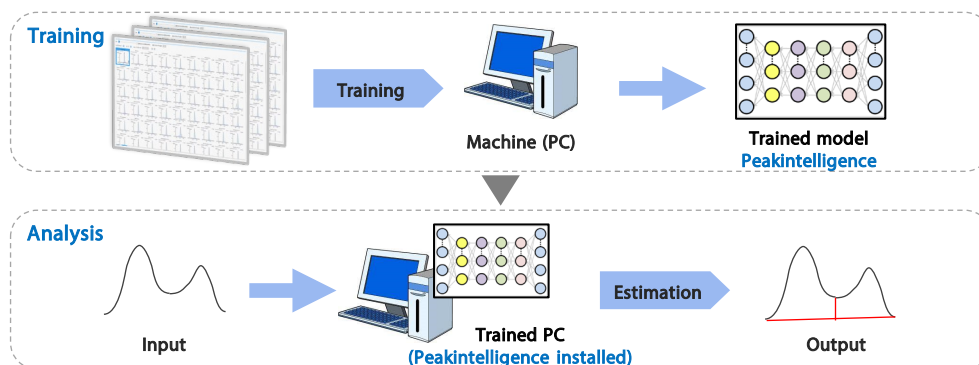 Training
Training
Machine (PC)
Trained model
Peakintelligence
Analysis
Input
Trained PC
(Peakintelligence installed)
Estimation
Output